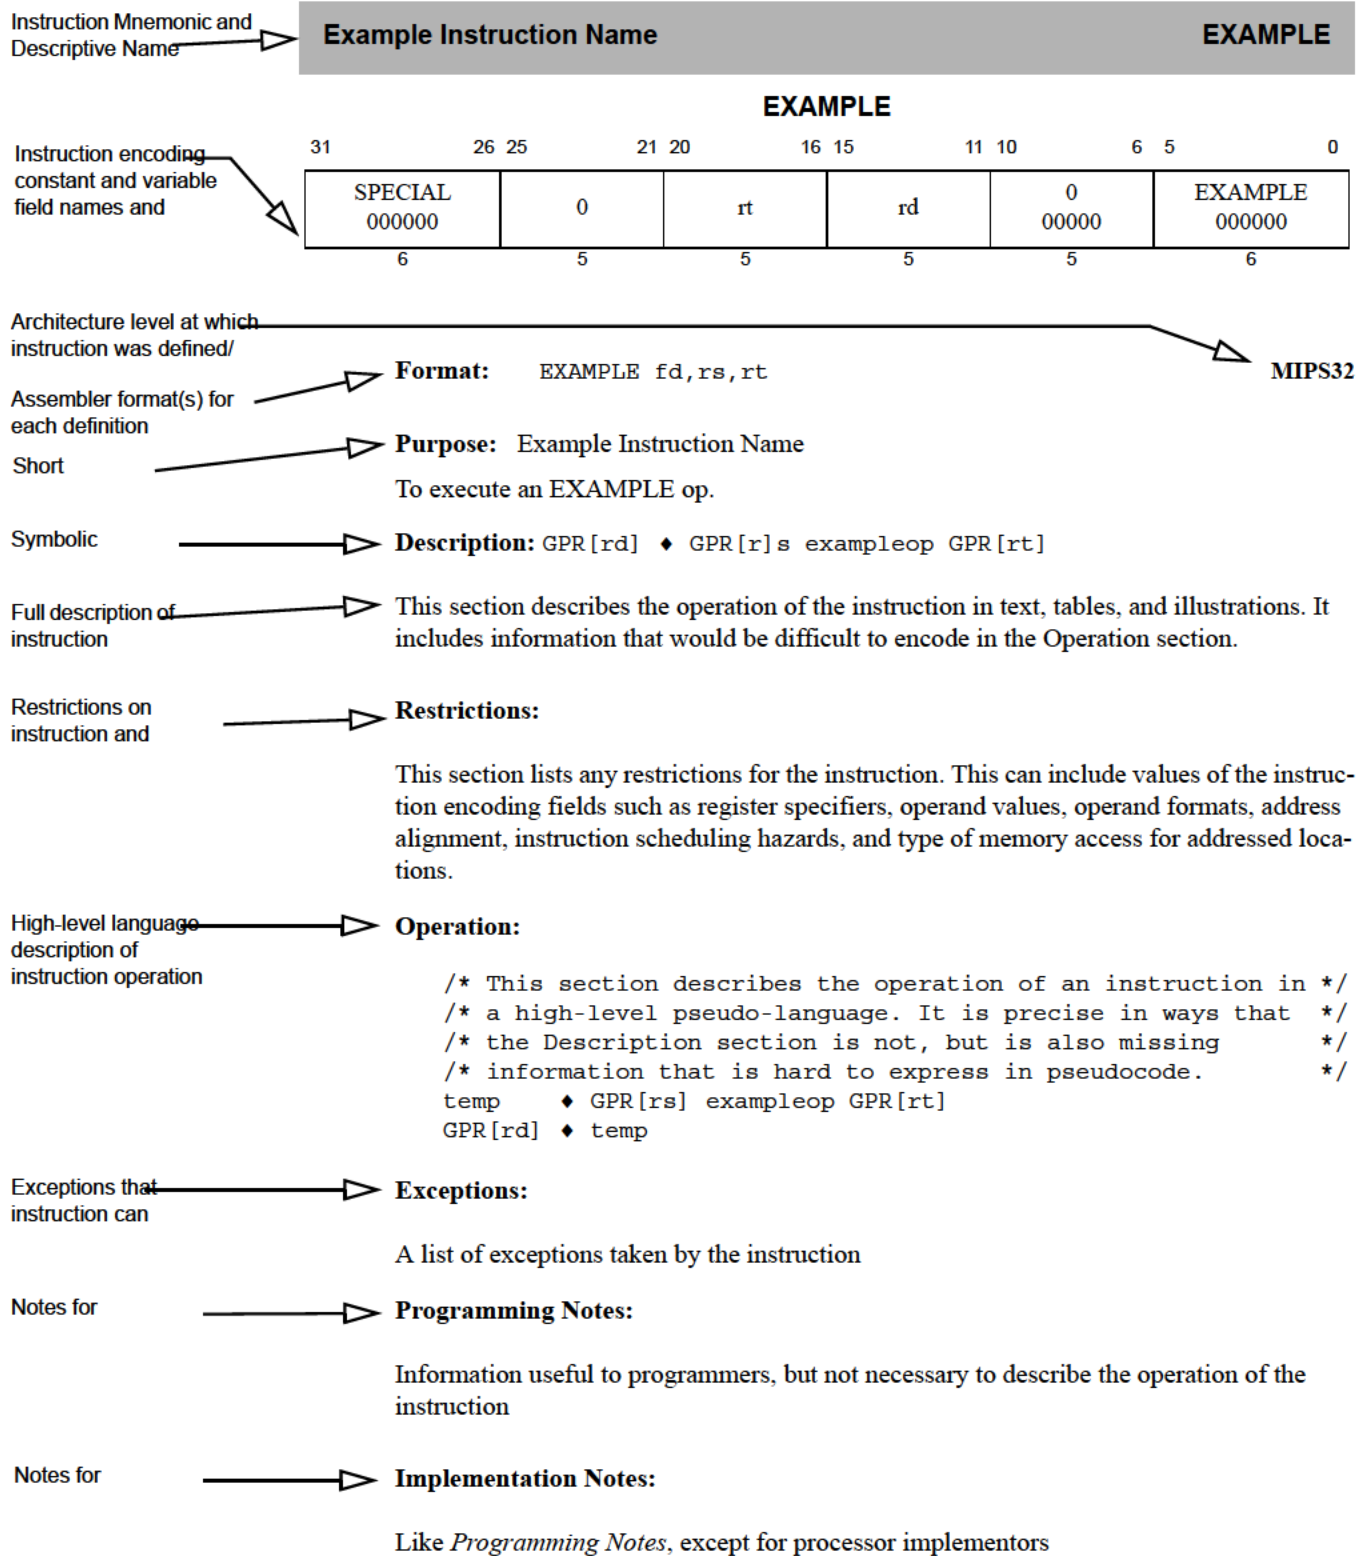 Instruction Mnemonic and
Descriptive Name
Example Instruction Name EXAMPLE
EXAMPLE
31 26 25 21 20 16 15 11 10 6 5 0
Instruction encoding
constant and variable
field names and
SPECIAL
000000
0
rt
rd
0
00000
EXAMPLE
000000
6 5 5 5 5 6
Architecture level at which
instruction was defined/
Format: EXAMPLE fd,rs,rt MIPS32
Assembler format(s) for
each definition
Purpose: Example Instruction Name
Short
To execute an EXAMPLE op.
Symbolic
Description: GPR[rd] ♦ GPR[r]s exampleop GPR[rt]
Full description of
instruction
This section describes the operation of the instruction in text, tables, and illustrations. It
includes information that would be difficult to encode in the Operation section.
Restrictions on
instruction and
Restrictions:
This section lists any restrictions for the instruction. This can include values of the instruc-
tion encoding fields such as register specifiers, operand values, operand formats, address
alignment, instruction scheduling hazards, and type of memory access for addressed loca-
tions.
High-level language
description of
instruction operation
Operation:
/* This section describes the operation of an instruction in */
/* a high-level pseudo-language. It is precise in ways that */
/* the Description section is not, but is also missing */
/* information that is hard to express in pseudocode. */
temp ♦ GPR[rs] exampleop GPR[rt]
GPR[rd] ♦ temp
Exceptions that
instruction can
Exceptions:
A list of exceptions taken by the instruction
Notes for
Programming Notes:
Information useful to programmers, but not necessary to describe the operation of the
instruction
Notes for
Implementation Notes:
Like Programming Notes, except for processor implementors